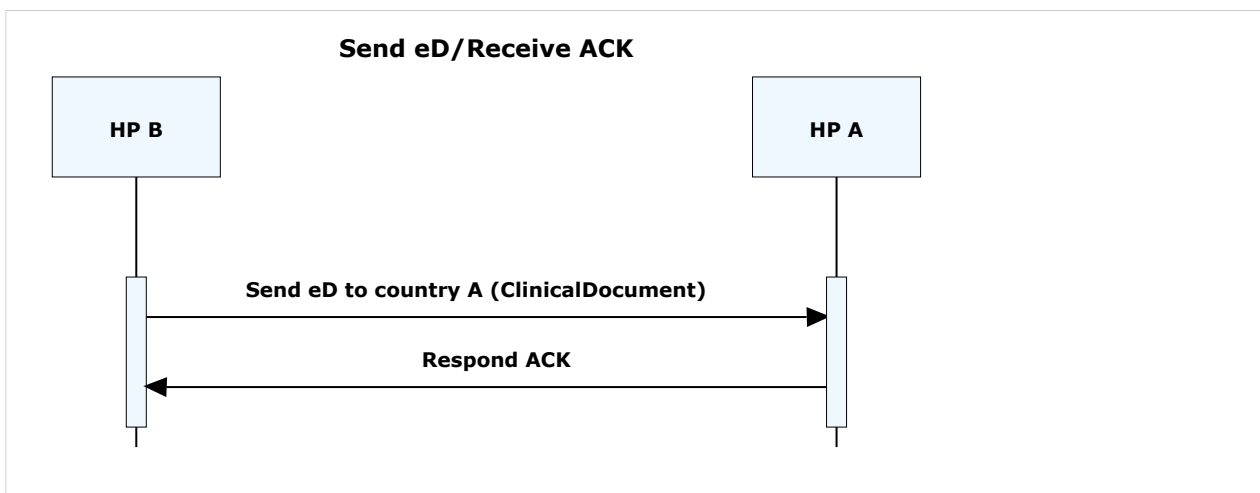 Send eD/Receive ACK
HP B
HP A
Send eD to country A (ClinicalDocument)
Respond ACK